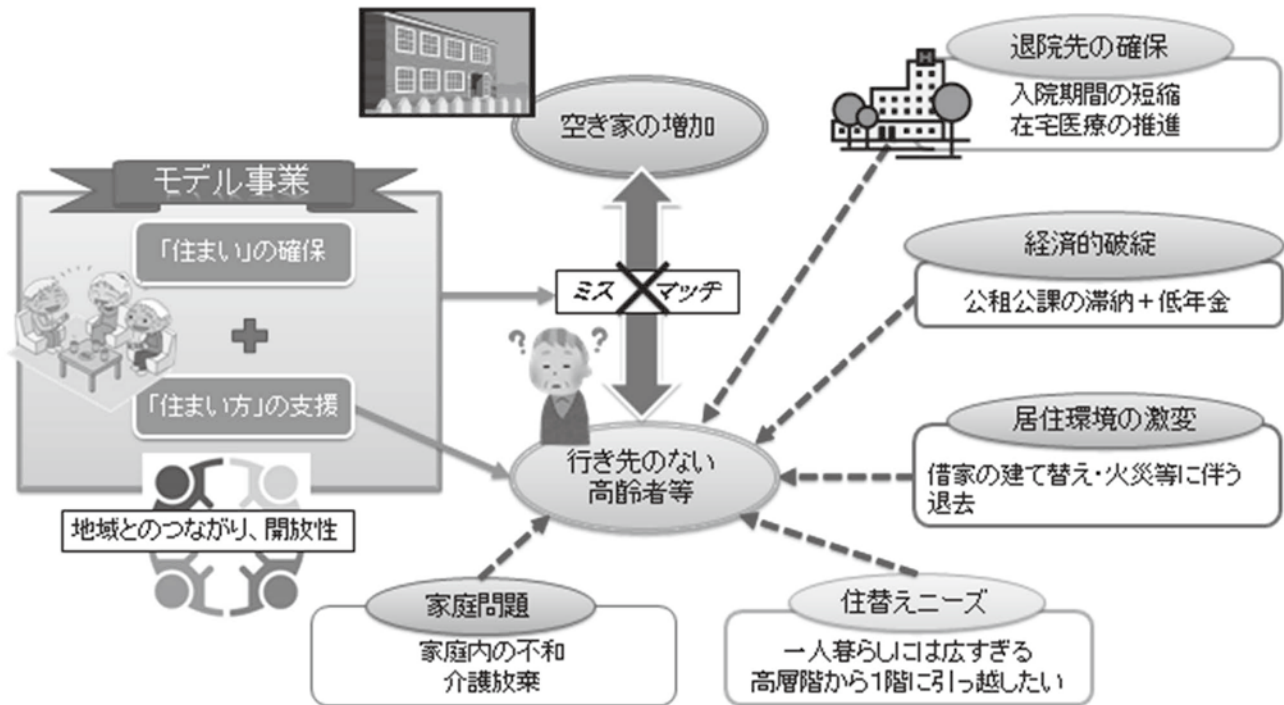 空き家の増加
退院先の確保
入院期間の短縮
在宅医療の推進
H
モデル事業
「住まい」の確保
+
「住まい方」の支援
地域とのつながり、開放性
ミス マッチ
? ?
行き先のない
高齢者等
経済的破綻
公租公課の滞納+低年金
居住環境の激変
借家の建て替え・火災等に伴う
退去
家庭問題
家庭内の不和
介護放棄
住替えニーズ
一人暮らしには広すぎる
高層階から1階に引っ越したい